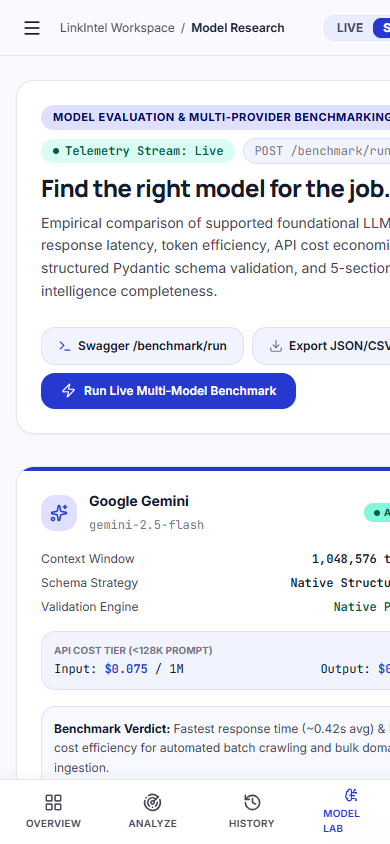 LinkIntel Workspace / Model Research LIVE
MODEL EVALUATION & MULTI-PROVIDER BENCHMARKING
Telemetry Stream: Live POST /benchmark/run
Find the right model for the job.
Empirical comparison of supported foundational LLM
response latency, token efficiency, API cost economi
structured Pydantic schema validation, and 5-section
intelligence completeness.
Swagger /benchmark/run Export JSON/CSV
Run Live Multi-Model Benchmark
Google Gemini
gemini-2.5-flash
Context Window 1,048,576 t
Schema Strategy Native Structu
Validation Engine Native P
API COST TIER (<128K PROMPT)
Input: $0.075 / 1M Output: $0
Benchmark Verdict: Fastest response time (~0.42s avg) &
cost efficiency for automated batch crawling and bulk doma
ingestion.
OVERVIEW ANALYZE HISTORY MODEL LAB